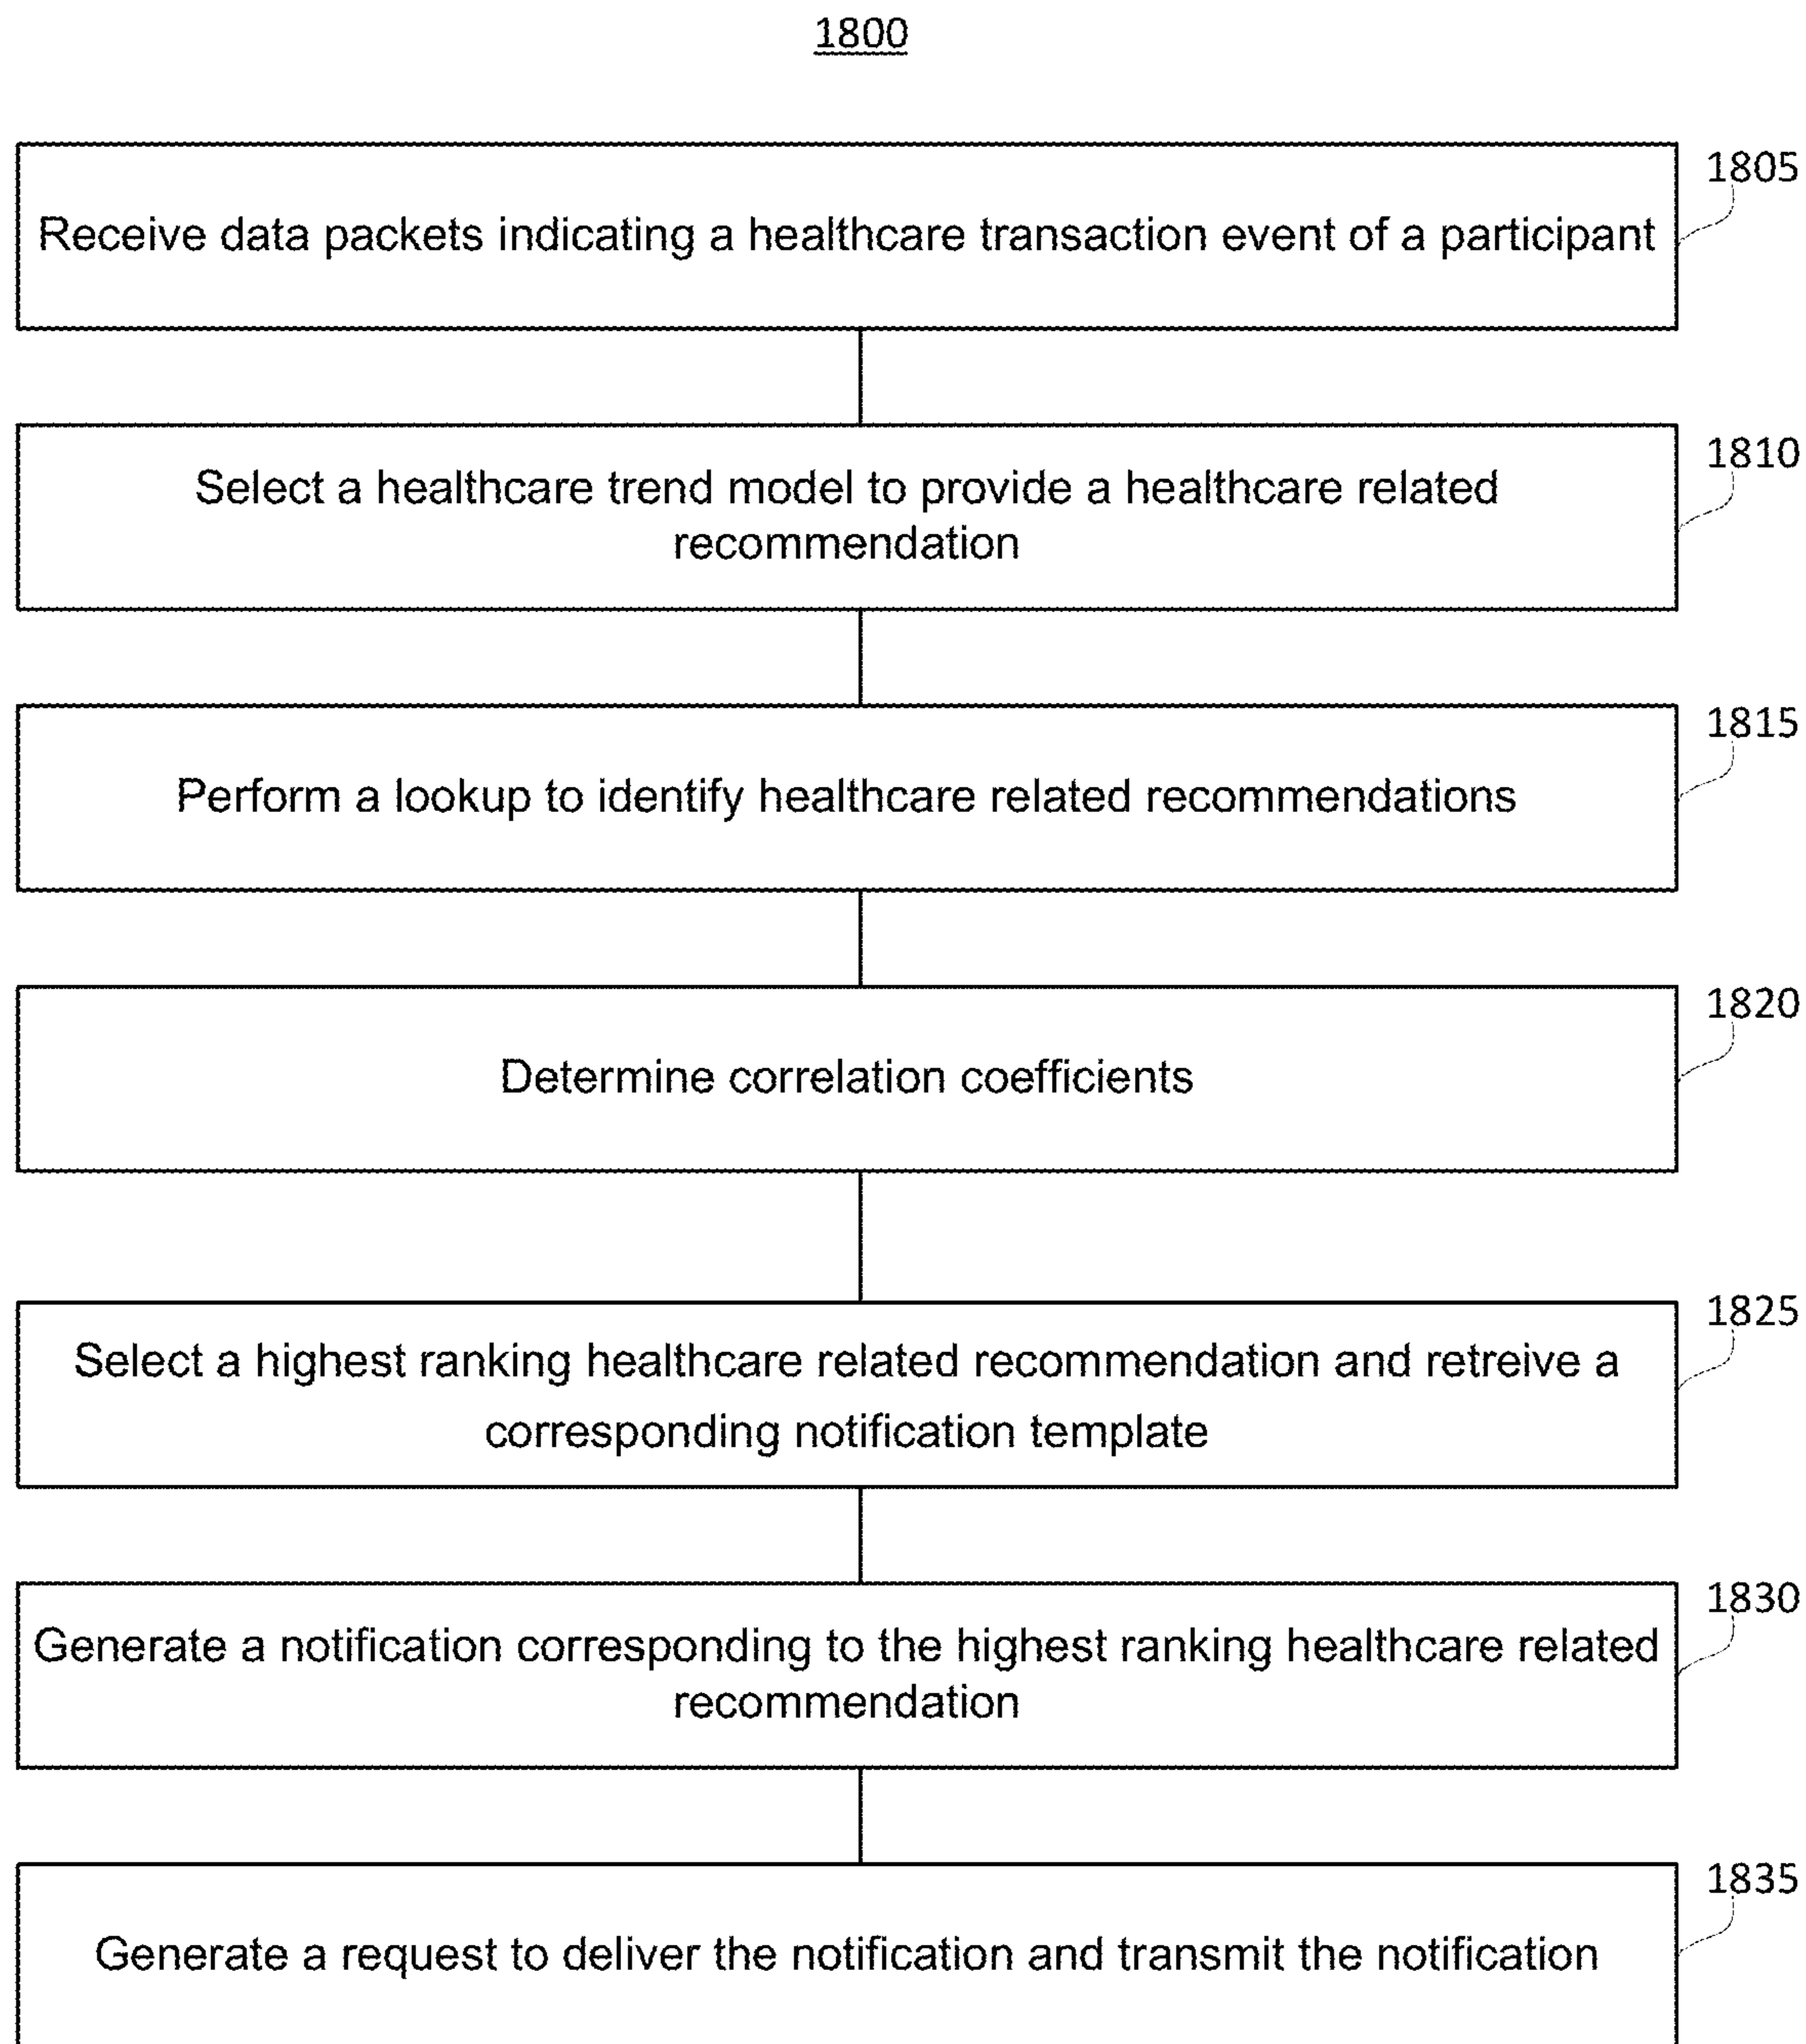 1800
Receive data packets indicating a healthcare transaction event of a participant
1805
Select a healthcare trend model to provide a healthcare related
recommendation
1810
Perform a lookup to identify healthcare related recommendations
1815
Determine correlation coefficients
1820
Select a highest ranking healthcare related recommendation and retreive a
corresponding notification template
1825
Generate a notification corresponding to the highest ranking healthcare related
recommendation
1830
Generate a request to deliver the notification and transmit the notification
1835